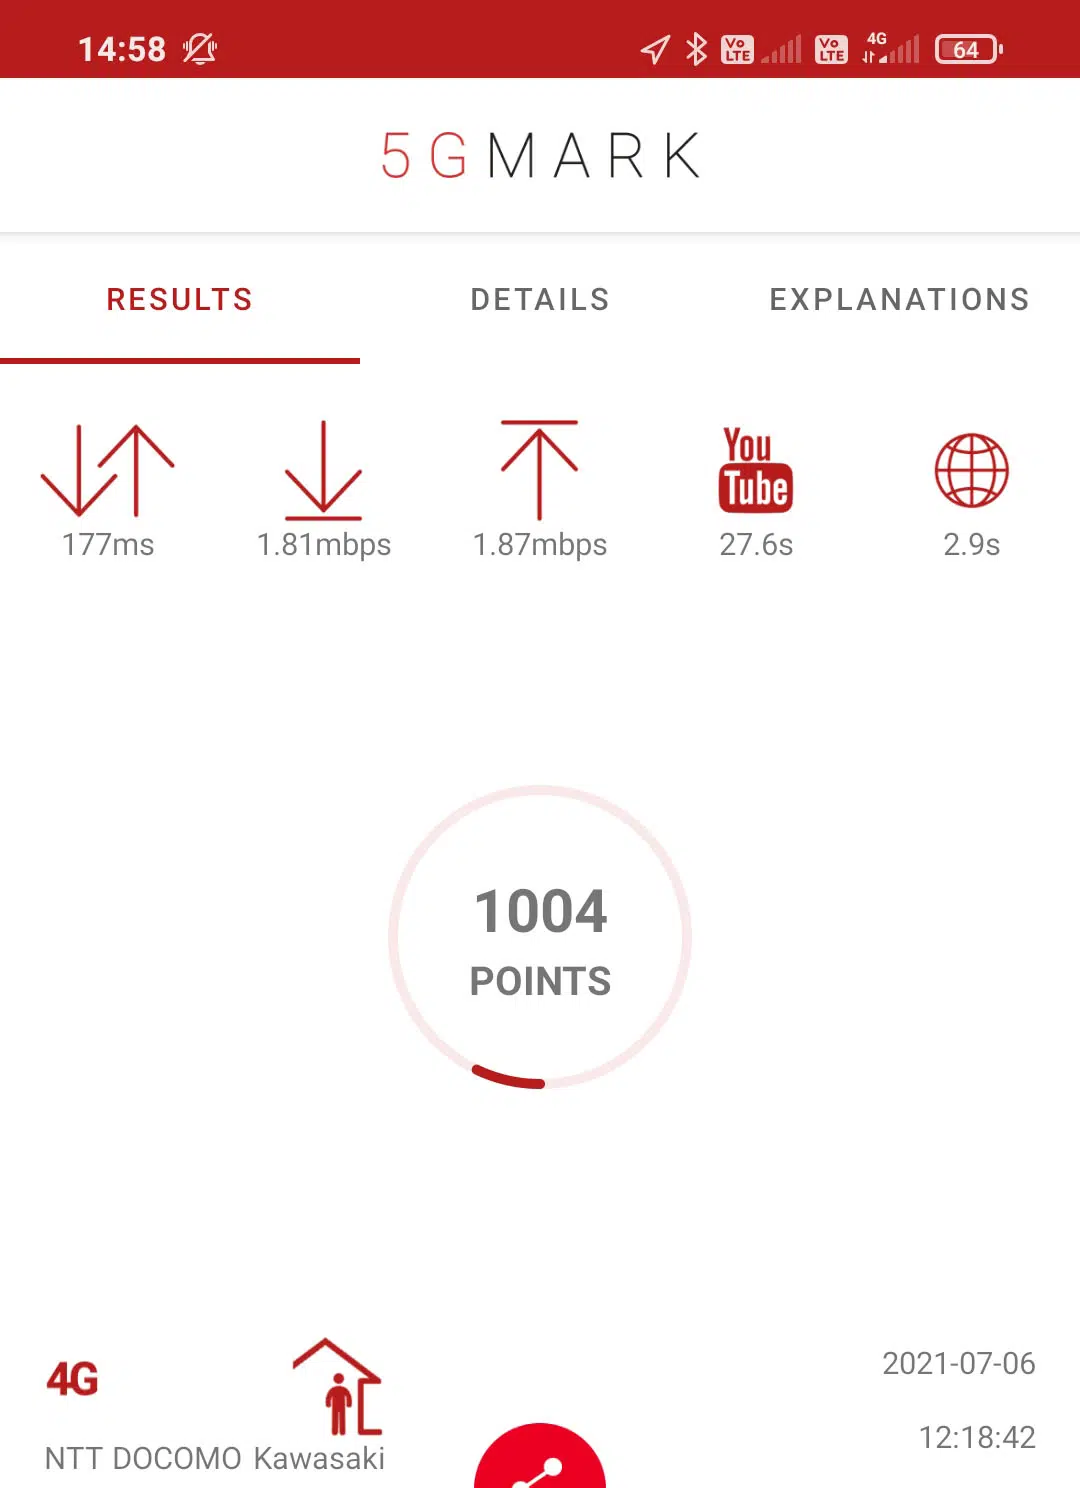 14:58 Vo LTE Vo LTE 4G 64
5GMARK
RESULTS DETAILS EXPLANATIONS
You
Tube
177ms 1.81mbps 1.87mbps 27.6s 2.9s
1004
POINTS
4G
2021-07-06
12:18:42
NTT DOCOMO Kawasaki